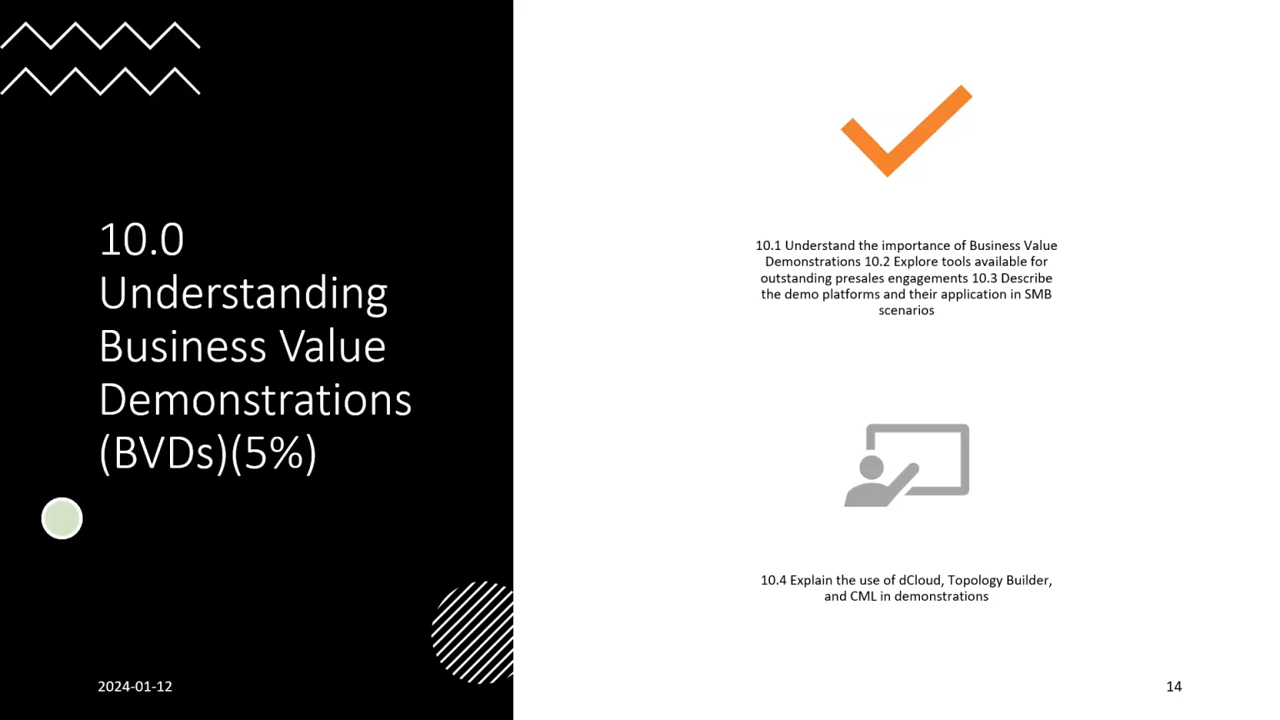 10.0
Understanding
Business Value
Demonstrations
(BVDs)(5%)
10.1 Understand the importance of Business Value
Demonstrations 10.2 Explore tools available for
outstanding presales engagements 10.3 Describe
the demo platforms and their application in SMB
scenarios
10.4 Explain the use of dCloud, Topology Builder,
and CML in demonstrations
2024-01-12
14